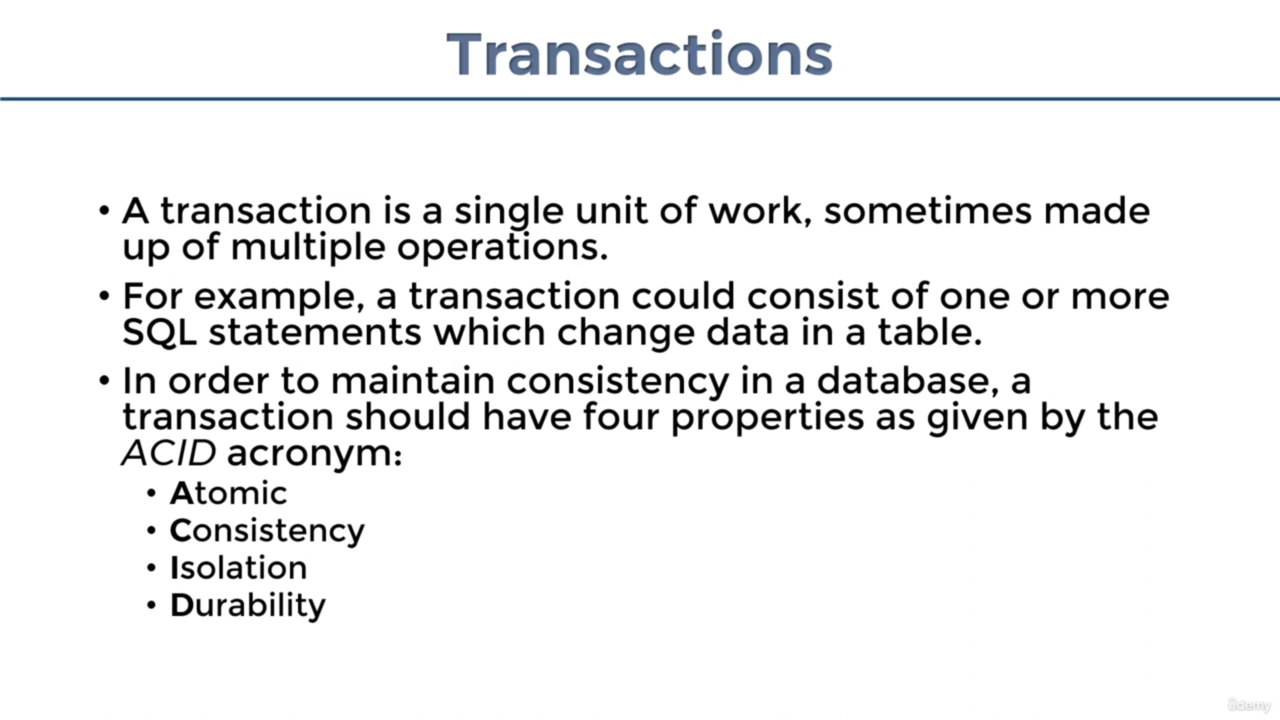 Transactions
• A transaction is a single unit of work, sometimes made
up of multiple operations.
• For example, a transaction could consist of one or more
SQL statements which change data in a table.
• In order to maintain consistency in a database, a
transaction should have four properties as given by the
ACID acronym:
• Atomic
• Consistency
• Isolation
• Durability
ûdemy